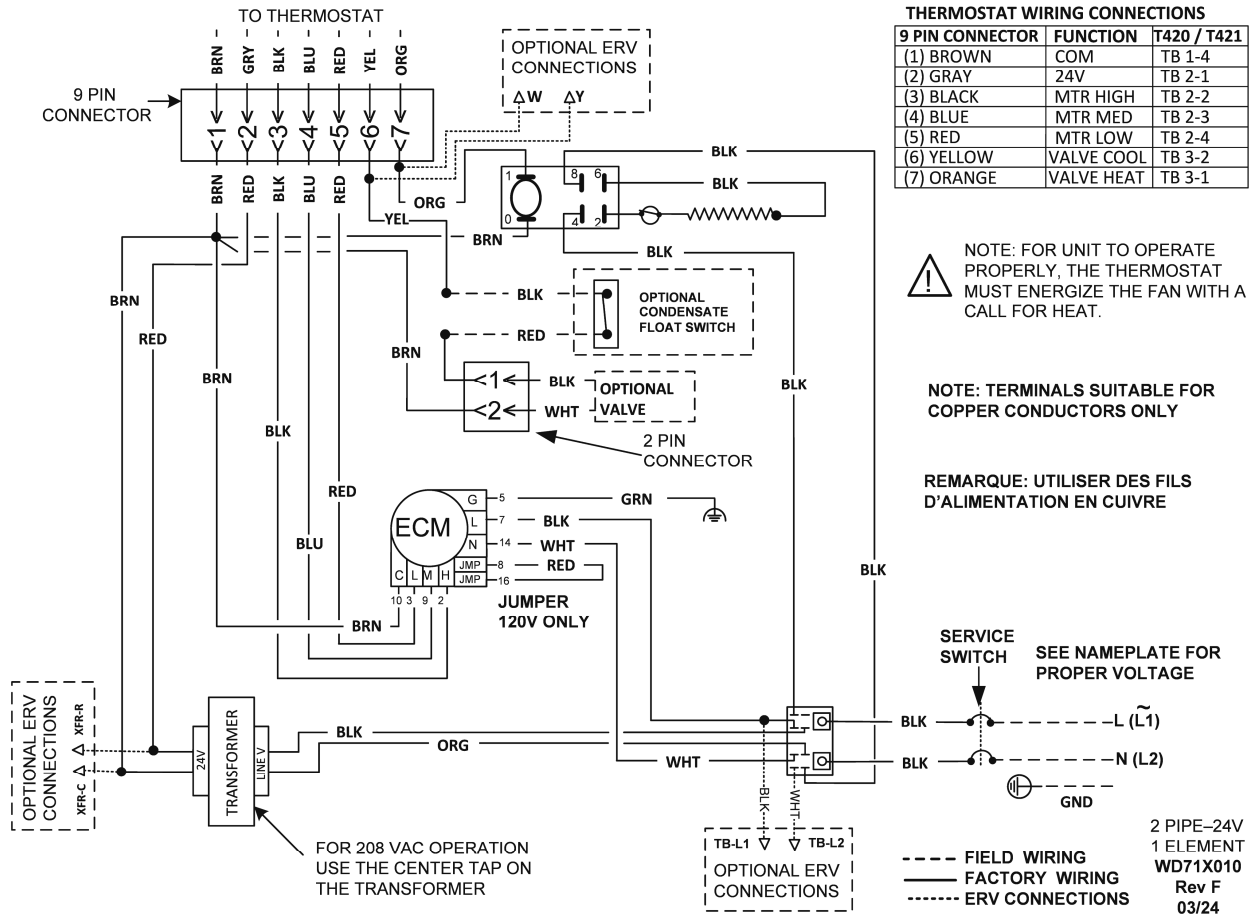 TO THERMOSTAT
BRN
GRY
BLK
BLU
RED
YEL
ORG
9 PIN
CONNECTOR
1
2
3
4
5
6
7
OPTIONAL ERV
CONNECTIONS
W
Y
THERMOSTAT WIRING CONNECTIONS
9 PIN CONNECTOR FUNCTION T420 / T421
(1) BROWN COM TB 1-4
(2) GRAY 24V TB 2-1
(3) BLACK MTR HIGH TB 2-2
(4) BLUE MTR MED TB 2-3
(5) RED MTR LOW TB 2-4
(6) YELLOW VALVE COOL TB 3-2
(7) ORANGE VALVE HEAT TB 3-1
BRN
RED
BLK
BLU
RED
ORG
YEL
BRN
1
0
8
6
4
2
BLK
BLK
BLK
NOTE: FOR UNIT TO OPERATE
PROPERLY, THE THERMOSTAT
MUST ENERGIZE THE FAN WITH A
CALL FOR HEAT.
!
BLK
RED
OPTIONAL
CONDENSATE
FLOAT SWITCH
BRN
RED
BRN
BRN
BLK
1
2
BLK
WHT
OPTIONAL
VALVE
2 PIN
CONNECTOR
NOTE: TERMINALS SUITABLE FOR
COPPER CONDUCTORS ONLY
REMARQUE: UTILISER DES FILS
D’ALIMENTATION EN CUIVRE
BLK
RED
BLU
ECM
G
L
N
JMP
JMP
C
L
M
H
5
7
14
8
16
10
3
9
2
GRN
BLK
WHT
RED
JUMPER
120V ONLY
BRN
BLK
SERVICE
SWITCH
SEE NAMEPLATE FOR
PROPER VOLTAGE
OPTIONAL ERV
CONNECTIONS
XFR-R
XFR-C
24V
TRANSFORMER
LINE V
BLK
ORG
WHT
BLK
L (L1)
~
BLK
N (L2)
GND
BLK
WHT
TB-L1
TB-L2
OPTIONAL ERV
CONNECTIONS
FOR 208 VAC OPERATION
USE THE CENTER TAP ON
THE TRANSFORMER
FIELD WIRING
FACTORY WIRING
ERV CONNECTIONS
2 PIPE–24V
1 ELEMENT
WD71X010
Rev F
03/24